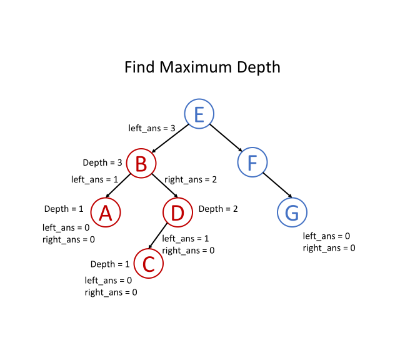 Find Maximum Depth
E
left_ans = 3
Depth = 3
B
F
left_ans = 1
right_ans = 2
Depth = 1
A
D
Depth = 2
G
left_ans = 0
right_ans = 0
left_ans = 1
right_ans = 0
left_ans = 0
right_ans = 0
Depth = 1
C
left_ans = 0
right_ans = 0